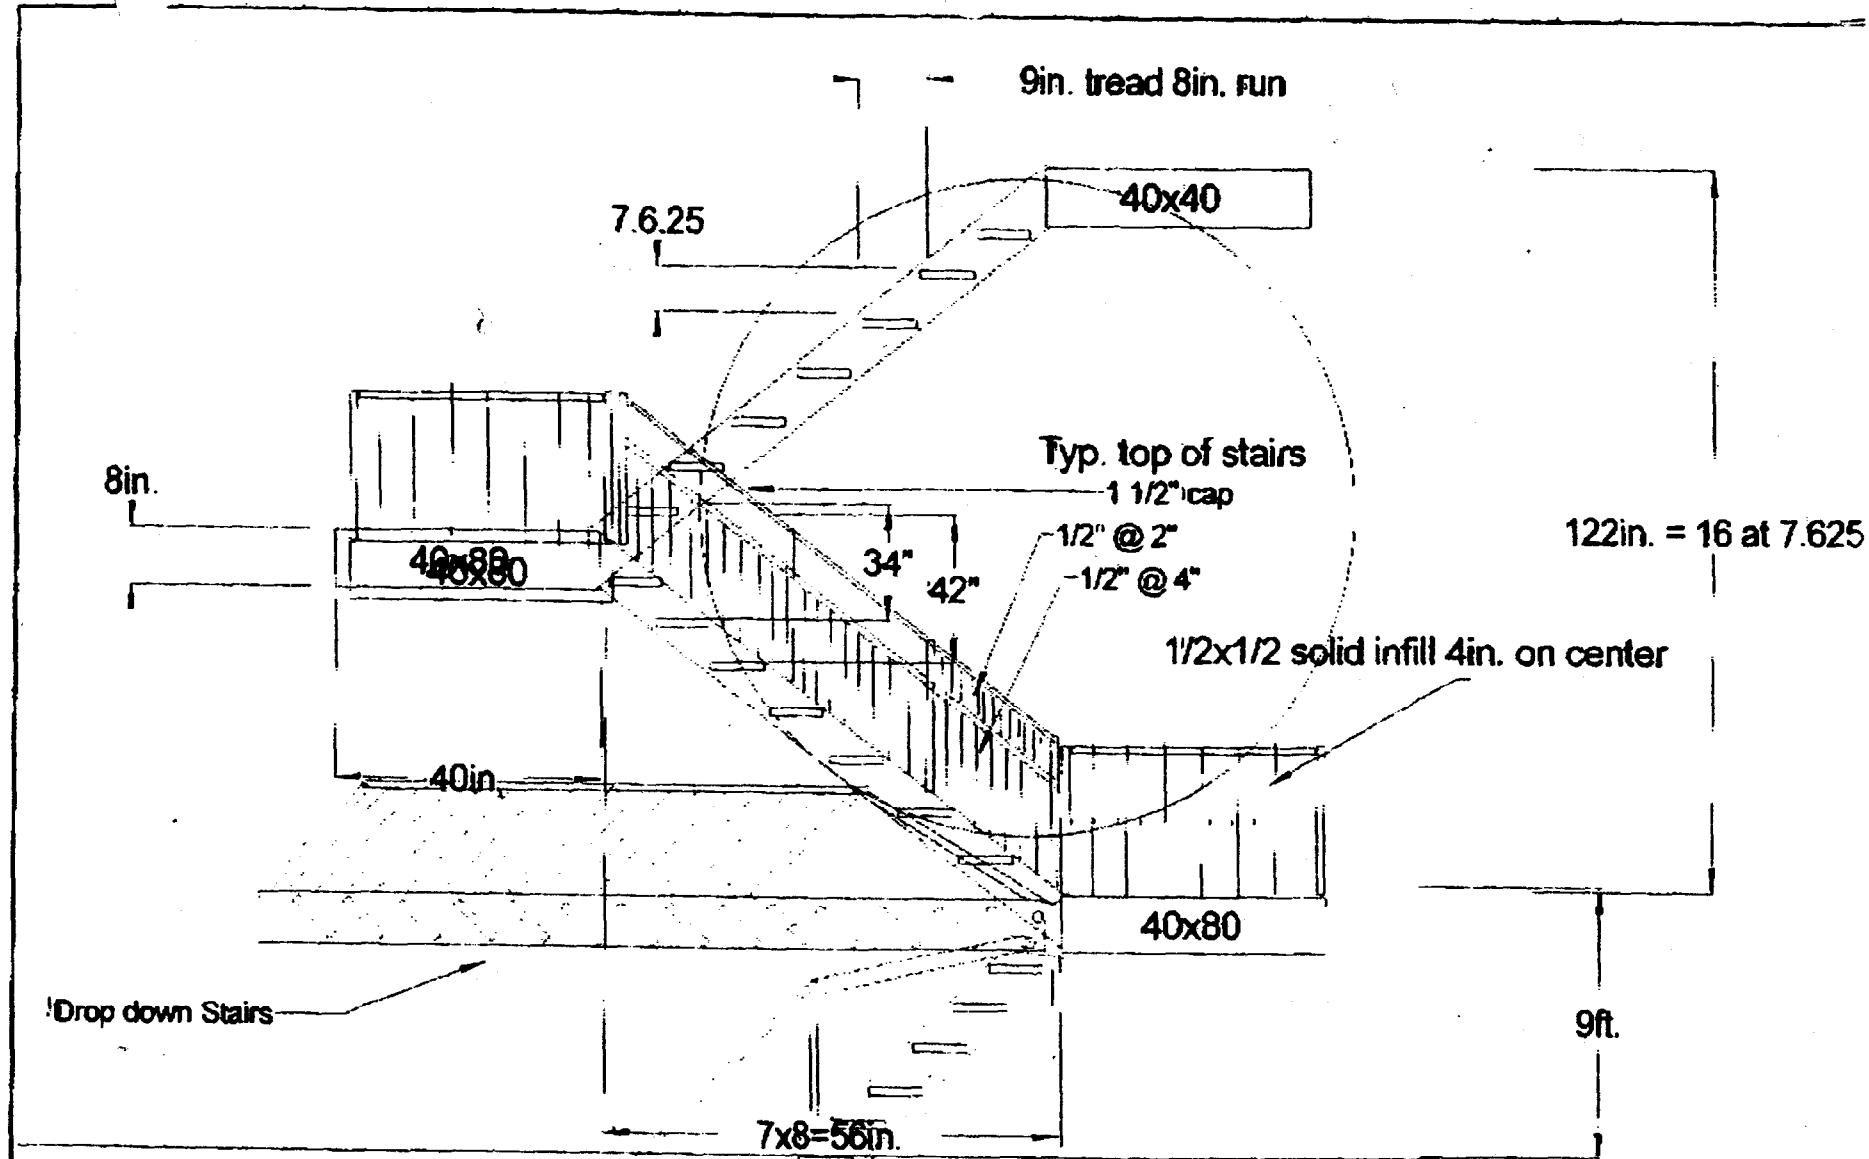 9in. tread 8in. run
40x40
7.6.25
Typ. top of stairs
1 1/2" cap
8in.
1/2" @ 2"
122in. = 16 at 7.625
34"
42"
1/2" @ 4"
40x80
1/2x1/2 solid infill 4in. on center
40in.
40x80
Drop down Stairs
9ft.
7x8=56in.